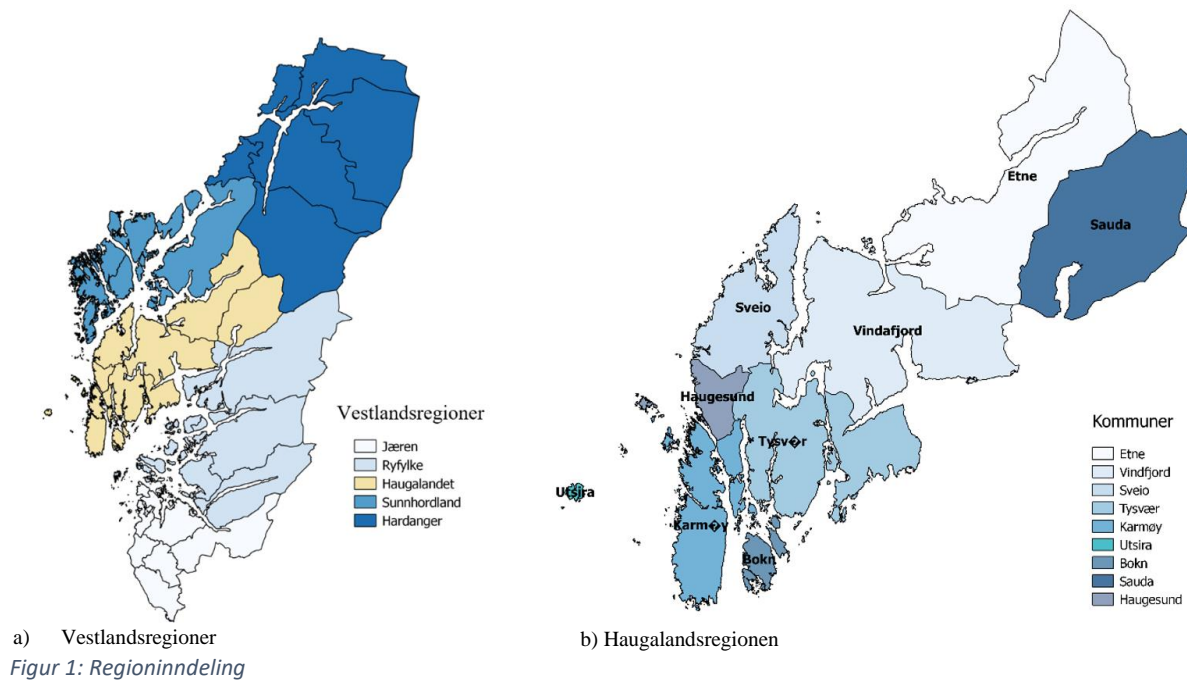 Vestlandsregioner
Jæren
Ryfylke
Haugalandet
Sunnhordland
Hardanger
a) Vestlandsregioner
Etne
Sauda
Sveio
Vindafjord
Haugesund
Tysv�r
Utsira
Karm�y
Bokn
Kommuner
Etne
Vindfjord
Sveio
Tysvær
Karmøy
Utsira
Bokn
Sauda
Haugesund
b) Haugalandsregionen
Figur 1: Regioninndeling